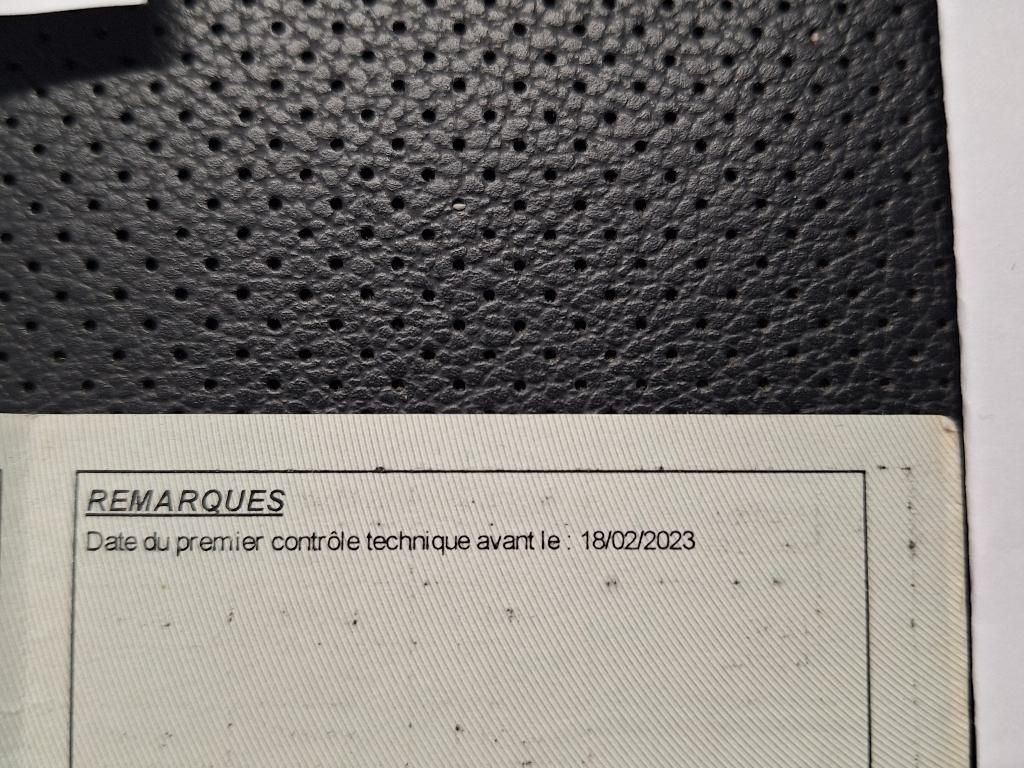 REMARQUES
Date du premier contrôle technique avant le : 18/02/2023